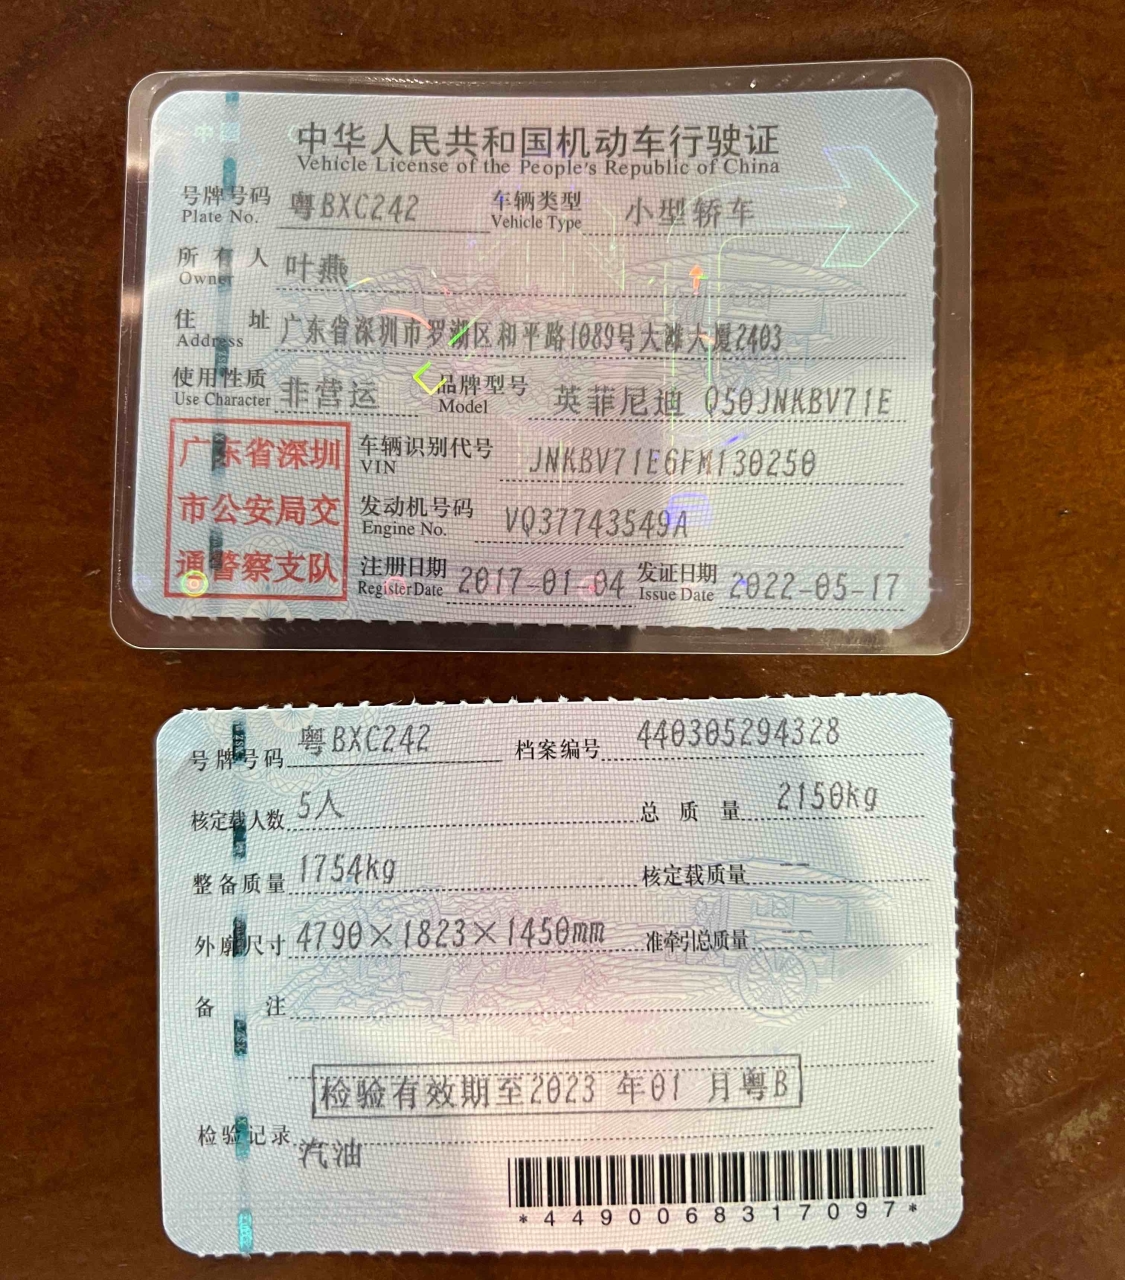 中华人民共和国机动车行驶证
Vehicle License of the People's Republic of China
号牌号码 粤BXC242 车辆类型 小型轿车
Plate No. Vehicle Type
所有人 叶燕
Owner
住址 广东省深圳市罗湖区和平路1089号大滩大厦2403
Address
使用性质 非营运 品牌型号 英菲尼迪 Q50JNKBV71E
Use Character Model
广东省深圳
市公安局交
通警察支队
车辆识别代号 JNKBV71E6FM130250
VIN
发动机号码 VQ37743549A
Engine No.
注册日期 2017-01-04 发证日期 2022-05-17
Register Date Issue Date
号牌号码 粤BXC242 档案编号 440305294328
核定载人数 5人 总质量 2150kg
整备质量 1754kg 核定载质量 --
外廓尺寸 4790×1823×1450mm 准牵引总质量 --
备注
检验有效期至2023 年01 月粤B
检验记录
汽油
*4490068317097*